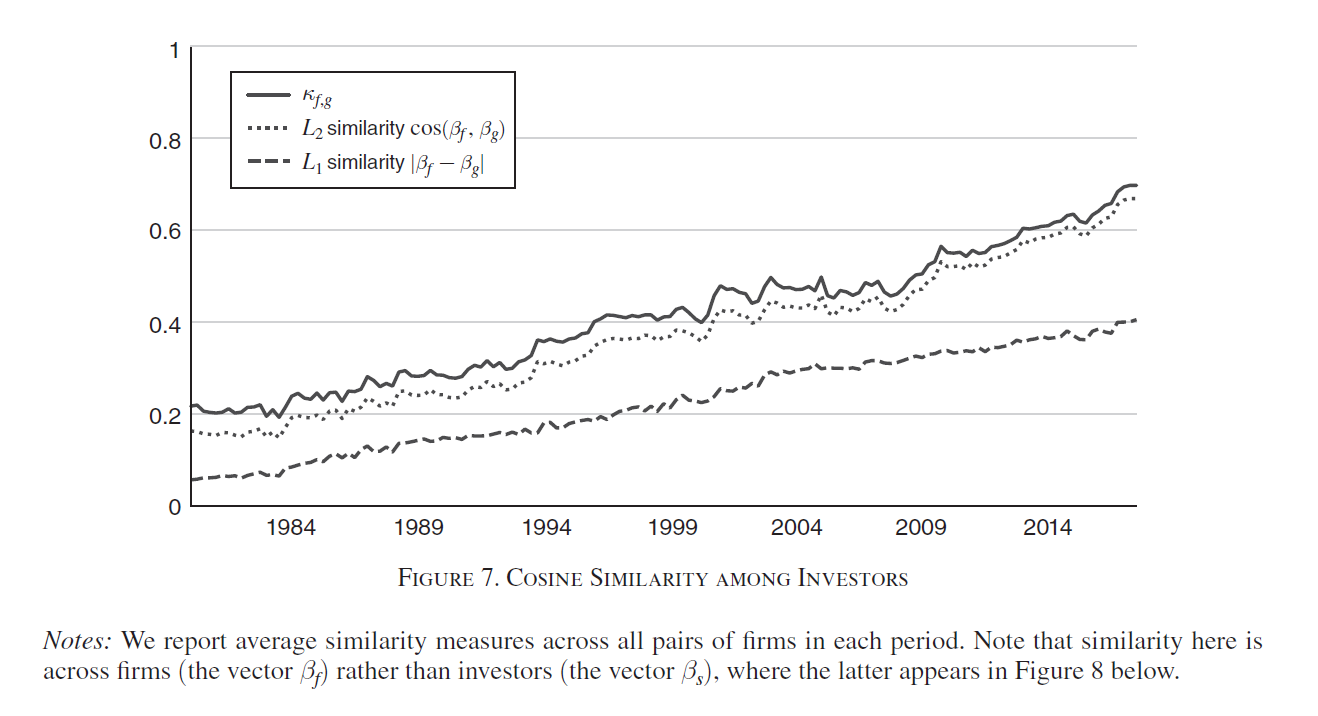 1
0.8
0.6
0.4
0.2
0
κf,g
L2 similarity cos(βf, βg)
L1 similarity |βf − βg|
1984 1989 1994 1999 2004 2009 2014
FIGURE 7. COSINE SIMILARITY AMONG INVESTORS
Notes: We report average similarity measures across all pairs of firms in each period. Note that similarity here is
across firms (the vector βf) rather than investors (the vector βs), where the latter appears in Figure 8 below.